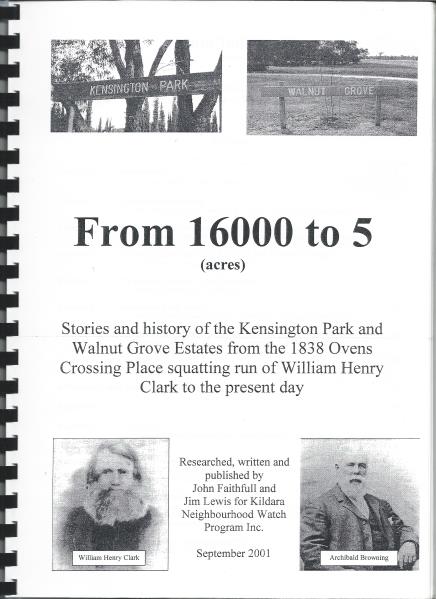 KENSINGTON PARK
WALNUT GROVE
From 16000 to 5
(acres)
Stories and history of the Kensington Park and
Walnut Grove Estates from the 1838 Ovens
Crossing Place squatting run of William Henry
Clark to the present day
Researched, written and
published by
John Faithfull and
Jim Lewis for Kildara
Neighbourhood Watch
Program Inc.
September 2001
William Henry Clark
Archibald Browning